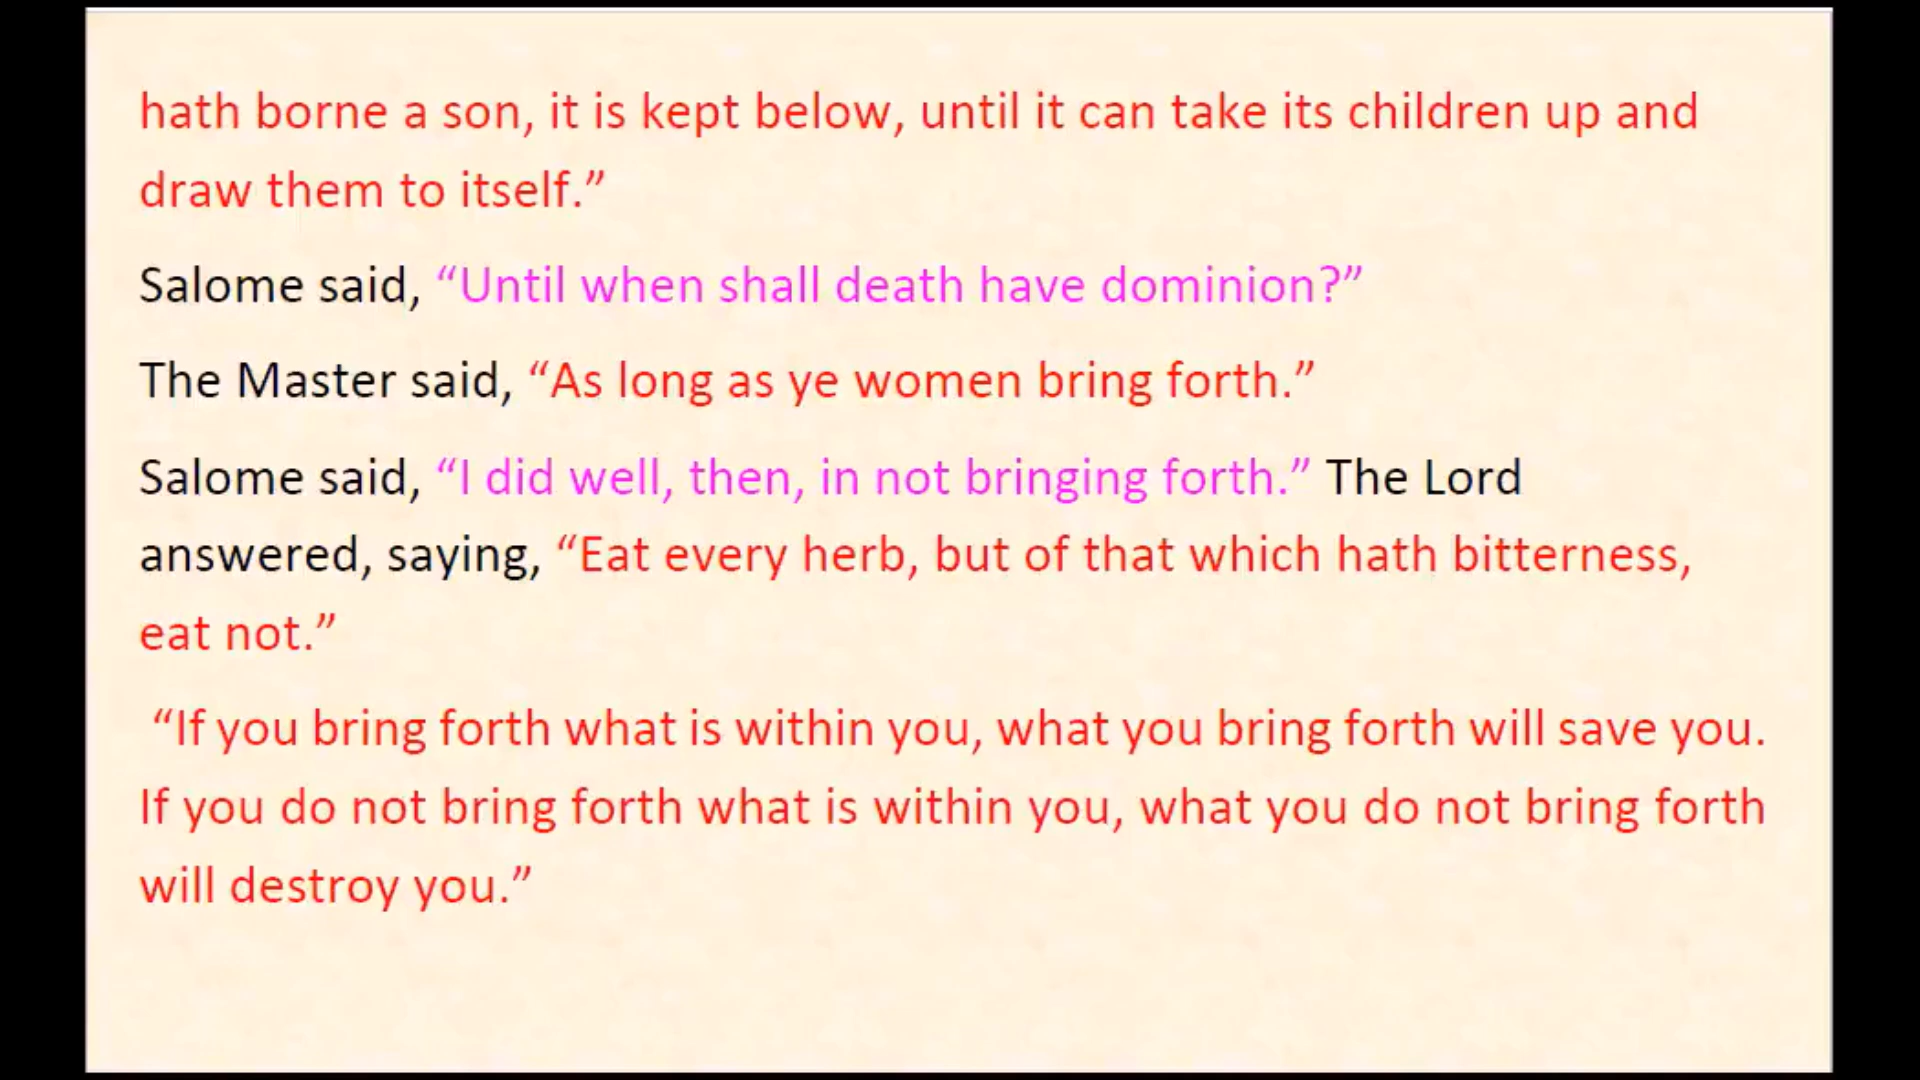 hath borne a son, it is kept below, until it can take its children up and
draw them to itself.”
Salome said, “Until when shall death have dominion?”
The Master said, “As long as ye women bring forth.”
Salome said, “I did well, then, in not bringing forth.” The Lord
answered, saying, “Eat every herb, but of that which hath bitterness,
eat not.”
“If you bring forth what is within you, what you bring forth will save you.
If you do not bring forth what is within you, what you do not bring forth
will destroy you.”